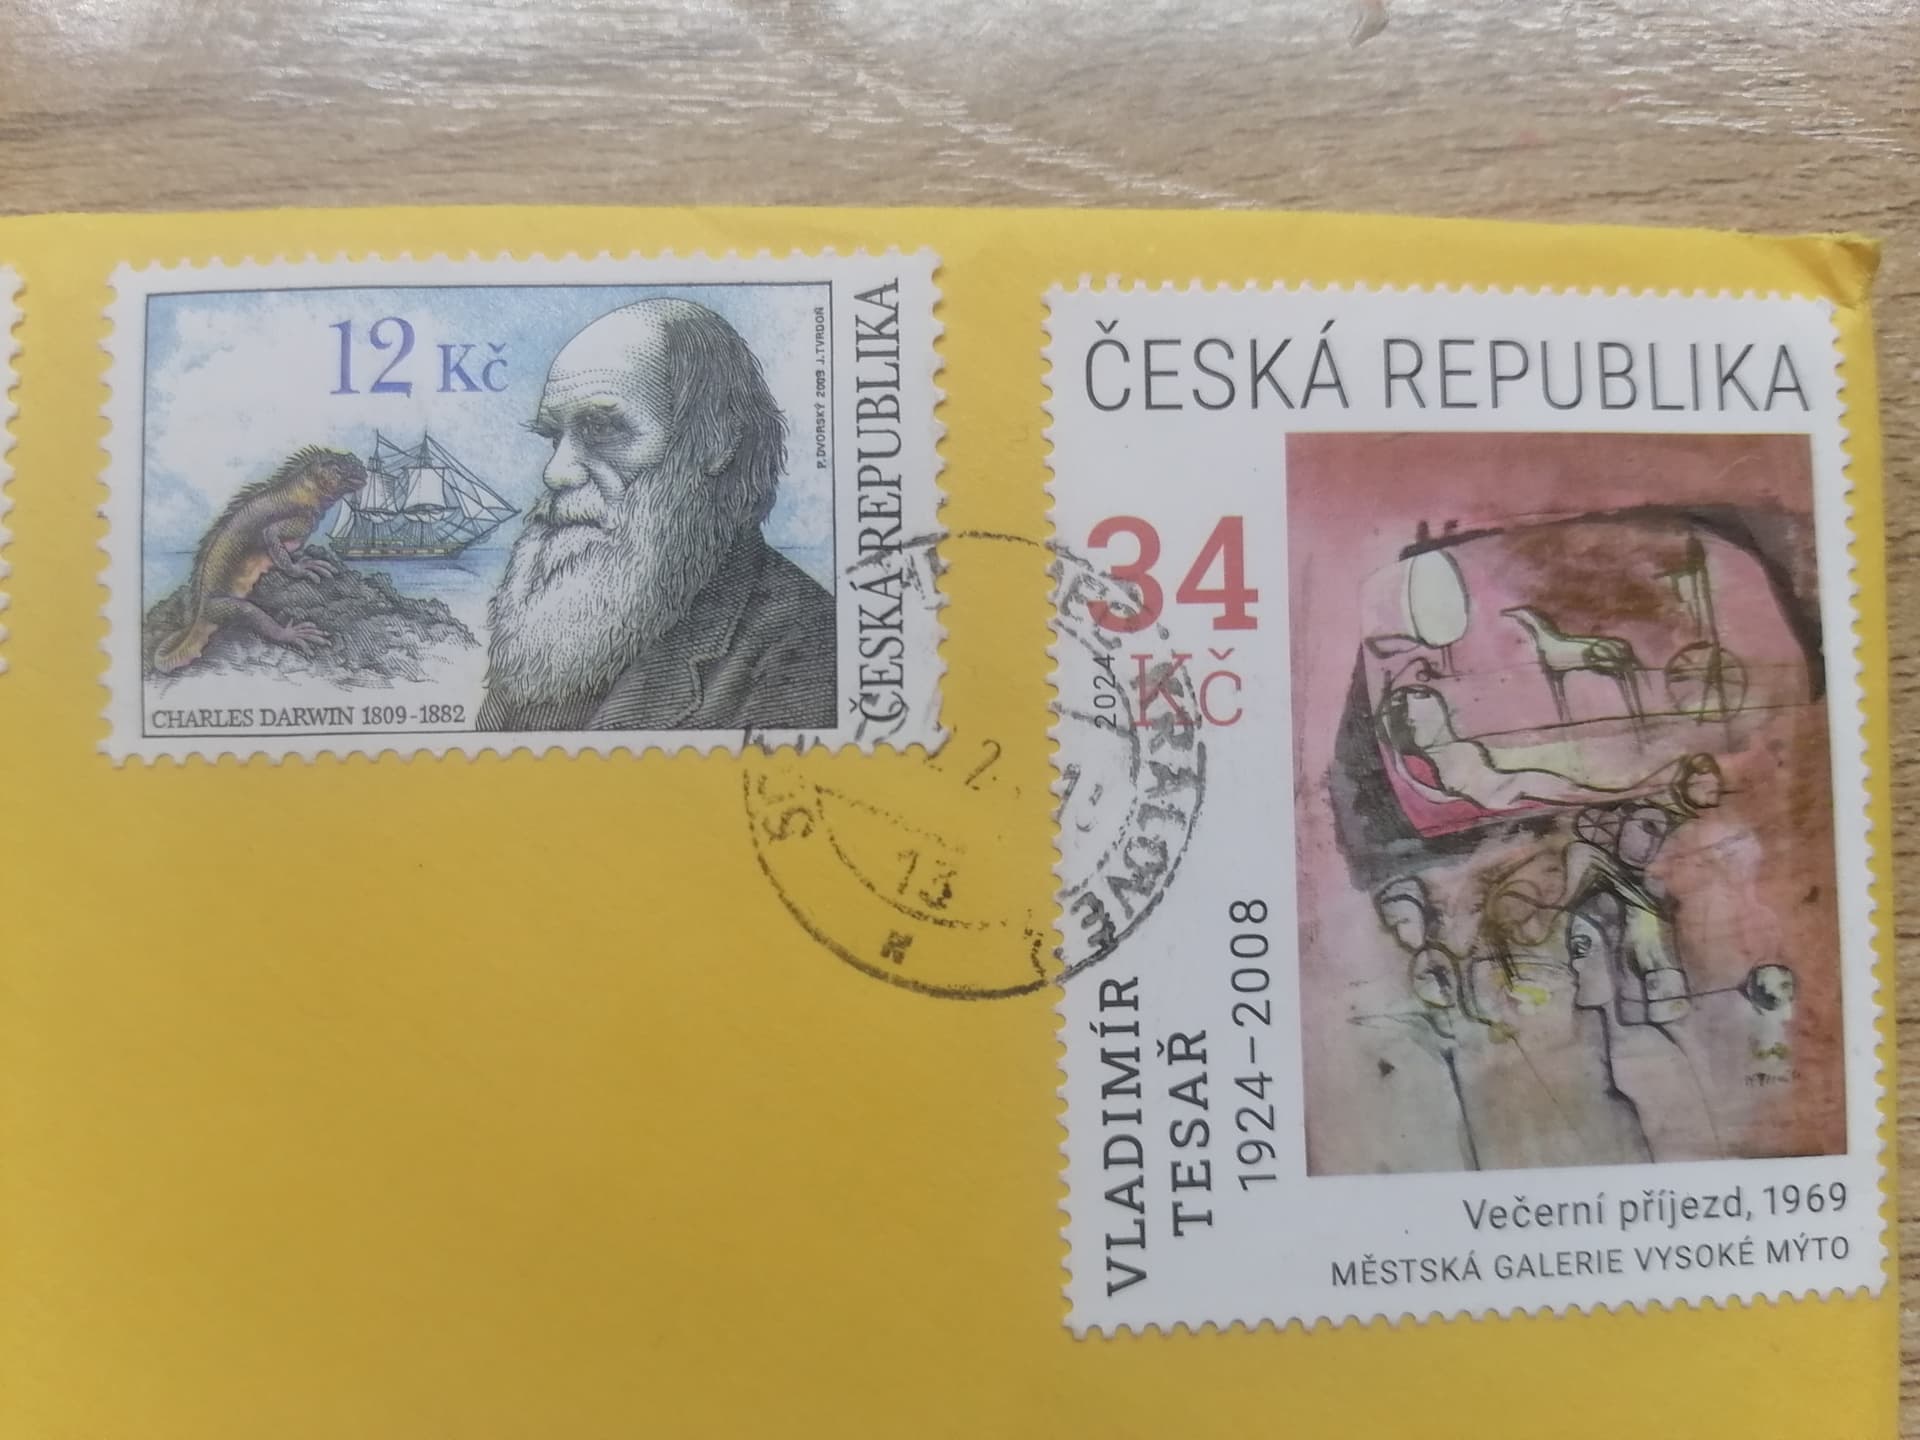 12 Kč
P. DVORSKÝ 2009 J. TVRDOŇ
ČESKÁ REPUBLIKA
CHARLES DARWIN 1809-1882
ČESKÁ REPUBLIKA
34
Kč
2024
VLADIMÍR
TESAŘ
1924–2008
Večerní příjezd, 1969
MĚSTSKÁ GALERIE VYSOKÉ MÝTO
13